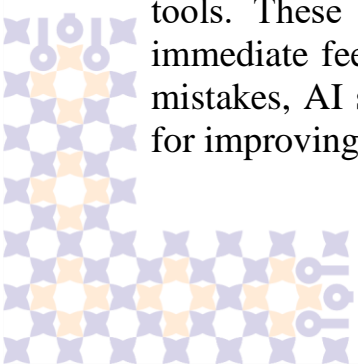 tools. These
immediate fee
mistakes, AI
for improving